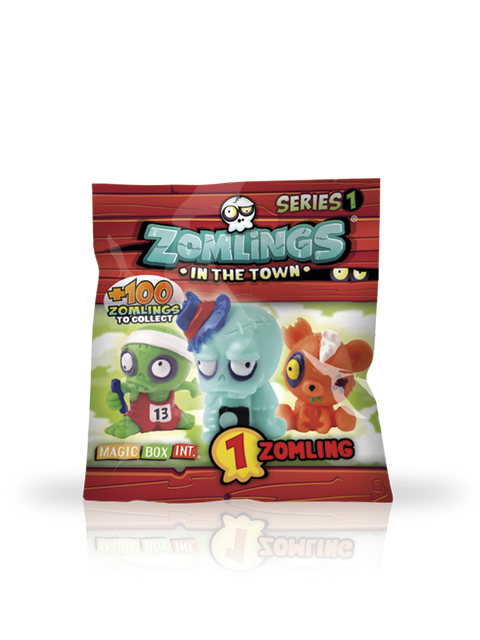 SERIES 1
ZOMLINGS®
• IN THE TOWN •
+100
ZOMLINGS
TO COLLECT
13
MAGIC BOX INT.
1 ZOMLING